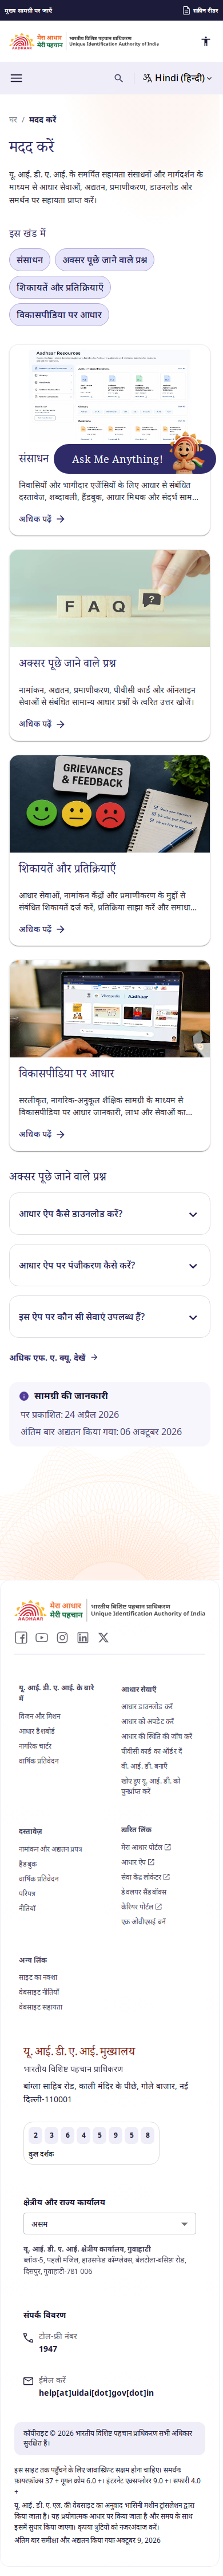 मुख्य सामग्री पर जाएँ
स्क्रीन रीडर
मेरा आधार
मेरी पहचान
भारतीय विशिष्ट पहचान प्राधिकरण
Unique Identification Authority of India
AADHAAR
Hindi (हिन्दी)
घर / मदद करें
मदद करें
यू. आई. डी. ए. आई. के समर्पित सहायता संसाधनों और मार्गदर्शन के माध्यम से आधार सेवाओं, अद्यतन, प्रमाणीकरण, डाउनलोड और समर्थन पर सहायता प्राप्त करें।
इस खंड में
संसाधन
अक्सर पूछे जाने वाले प्रश्न
शिकायतें और प्रतिक्रियाएँ
विकासपीडिया पर आधार
Aadhaar Resources
संसाधन
Ask Me Anything!
निवासियों और भागीदार एजेंसियों के लिए आधार से संबंधित
दस्तावेज़, शब्दावली, हैंडबुक, आधार मिथक और संदर्भ साम...
अधिक पढ़ें
FAQ ?
अक्सर पूछे जाने वाले प्रश्न
नामांकन, अद्यतन, प्रमाणीकरण, पीवीसी कार्ड और ऑनलाइन
सेवाओं से संबंधित सामान्य आधार प्रश्नों के त्वरित उत्तर खोजें।
अधिक पढ़ें
GRIEVANCES
& FEEDBACK
शिकायतें और प्रतिक्रियाएँ
आधार सेवाओं, नामांकन केंद्रों और प्रमाणीकरण के मुद्दों से
संबंधित शिकायतें दर्ज करें, प्रतिक्रिया साझा करें और समाधा...
अधिक पढ़ें
Aadhaar
विकासपीडिया पर आधार
सरलीकृत, नागरिक-अनुकूल शैक्षिक सामग्री के माध्यम से
विकासपीडिया पर आधार जानकारी, लाभ और सेवाओं का...
अधिक पढ़ें
अक्सर पूछे जाने वाले प्रश्न
आधार ऐप कैसे डाउनलोड करें?
आधार ऐप पर पंजीकरण कैसे करें?
इस ऐप पर कौन सी सेवाएं उपलब्ध हैं?
अधिक एफ. ए. क्यू. देखें
सामग्री की जानकारी
पर प्रकाशित: 24 अप्रैल 2026
अंतिम बार अद्यतन किया गया: 06 अक्टूबर 2026
AADHAAR
मेरा आधार
मेरी पहचान
भारतीय विशिष्ट पहचान प्राधिकरण
Unique Identification Authority of India
यू. आई. डी. ए. आई. के बारे में
विजन और मिशन
आधार डैशबोर्ड
नागरिक चार्टर
वार्षिक प्रतिवेदन
आधार सेवाएँ
आधार डाउनलोड करें
आधार को अपडेट करें
आधार की स्थिति की जाँच करें
पीवीसी कार्ड का ऑर्डर दें
वी. आई. डी. बनाएँ
खोए हुए यू. आई. डी. को पुनर्प्राप्त करें
दस्तावेज़
नामांकन और अद्यतन प्रपत्र
हैंडबुक
वार्षिक प्रतिवेदन
परिपत्र
नीतियाँ
त्वरित लिंक
मेरा आधार पोर्टल
आधार ऐप
सेवा केंद्र लोकेटर
डेवलपर सैंडबॉक्स
कैरियर पोर्टल
एक ओवीएसई बनें
अन्य लिंक
साइट का नक्शा
वेबसाइट नीतियाँ
वेबसाइट सहायता
यू. आई. डी. ए. आई. मुख्यालय
भारतीय विशिष्ट पहचान प्राधिकरण
बांग्ला साहिब रोड, काली मंदिर के पीछे, गोले बाजार, नई दिल्ली-110001
2 3 6 4 5 9 5 8
कुल दर्शक
क्षेत्रीय और राज्य कार्यालय
असम
यू. आई. डी. ए. आई. क्षेत्रीय कार्यालय, गुवाहाटी
ब्लॉक-5, पहली मंजिल, हाउसफेड कॉम्प्लेक्स, बेलटोला-बसिष्ठा रोड, दिसपुर, गुवाहाटी-781 006
संपर्क विवरण
टोल-फ्री नंबर
1947
ईमेल करें
help[at]uidai[dot]gov[dot]in
कॉपीराइट © 2026 भारतीय विशिष्ट पहचान प्राधिकरण सभी अधिकार सुरक्षित हैं।
इस साइट तक पहुँचने के लिए जावास्क्रिप्ट सक्षम होना चाहिए। समर्थन फ़ायरफ़ॉक्स 37 + गूगल क्रोम 6.0 +। इंटरनेट एक्सप्लोरर 9.0 +। सफारी 4.0 +
यू. आई. डी. ए. एल. की वेबसाइट का अनुवाद भाषिनी मशीन ट्रांसलेशन द्वारा किया जाता है। यह प्रयोगात्मक आधार पर किया जाता है और समय के साथ इसमें सुधार किया जाएगा। कृपया त्रुटियों को नजरअंदाज करें।
अंतिम बार समीक्षा और अद्यतन किया गया अक्टूबर 9, 2026